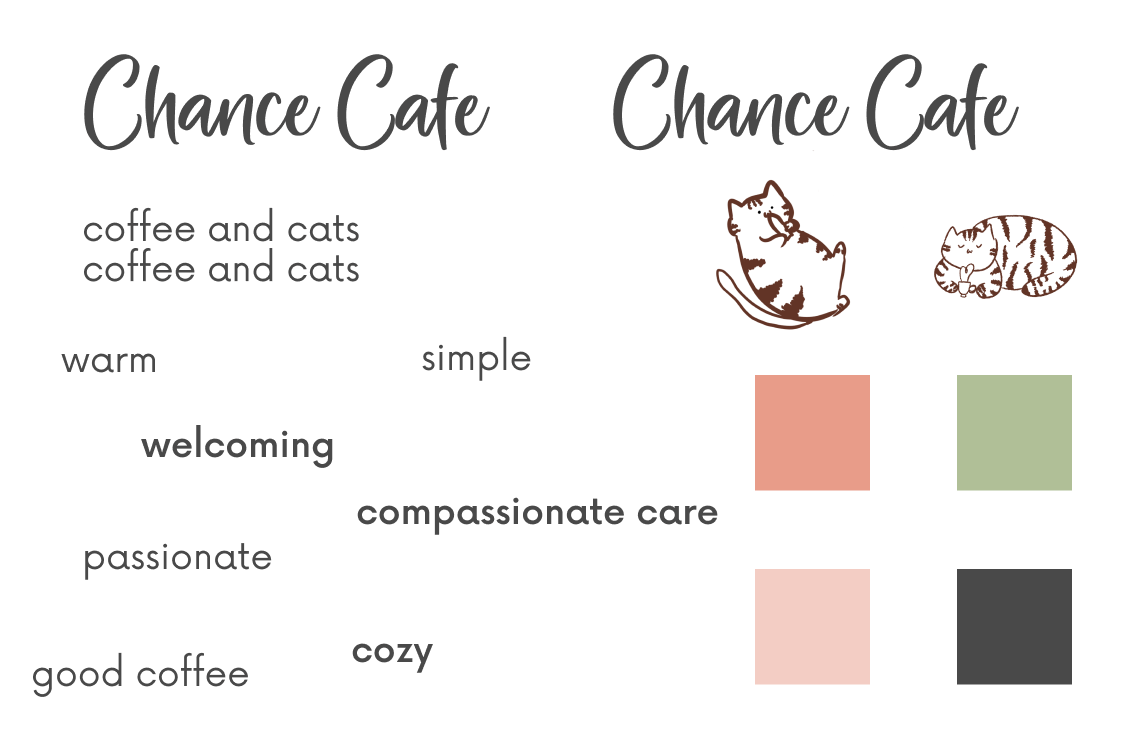 Chance Cafe
Chance Cafe
coffee and cats
coffee and cats
warm
simple
welcoming
compassionate care
passionate
cozy
good coffee